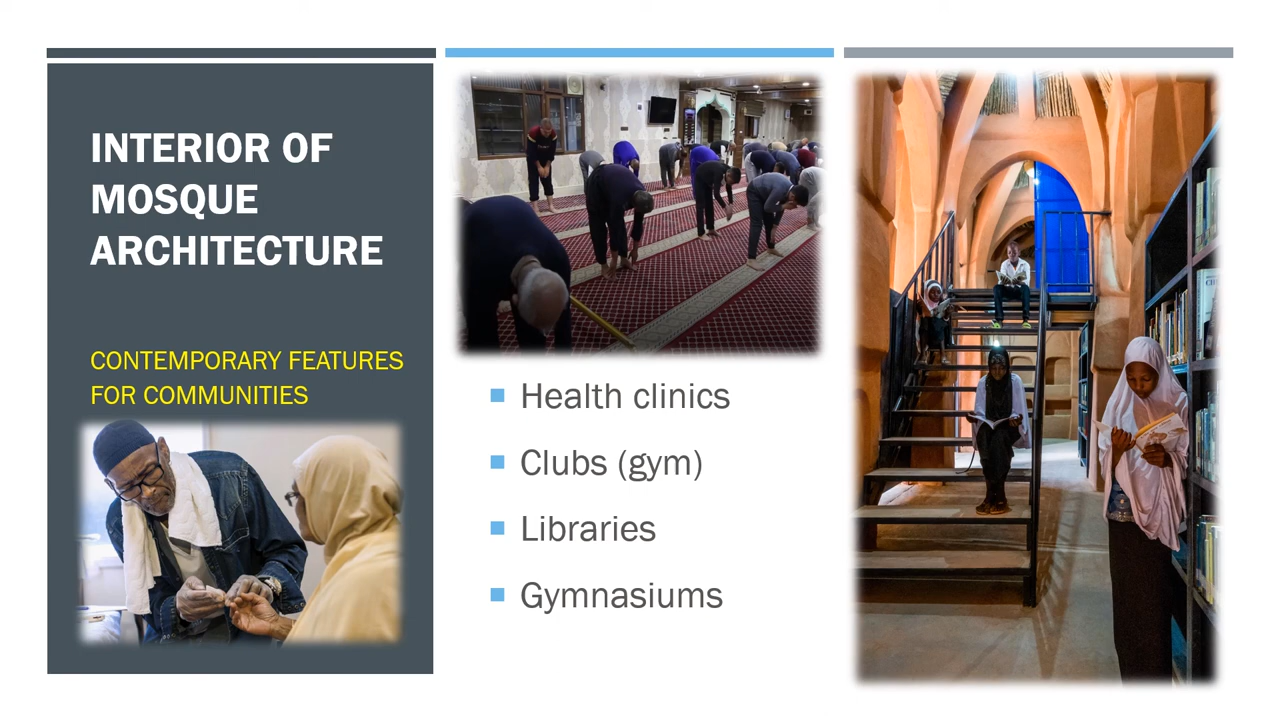 INTERIOR OF
MOSQUE
ARCHITECTURE
CONTEMPORARY FEATURES
FOR COMMUNITIES
Health clinics
Clubs (gym)
Libraries
Gymnasiums